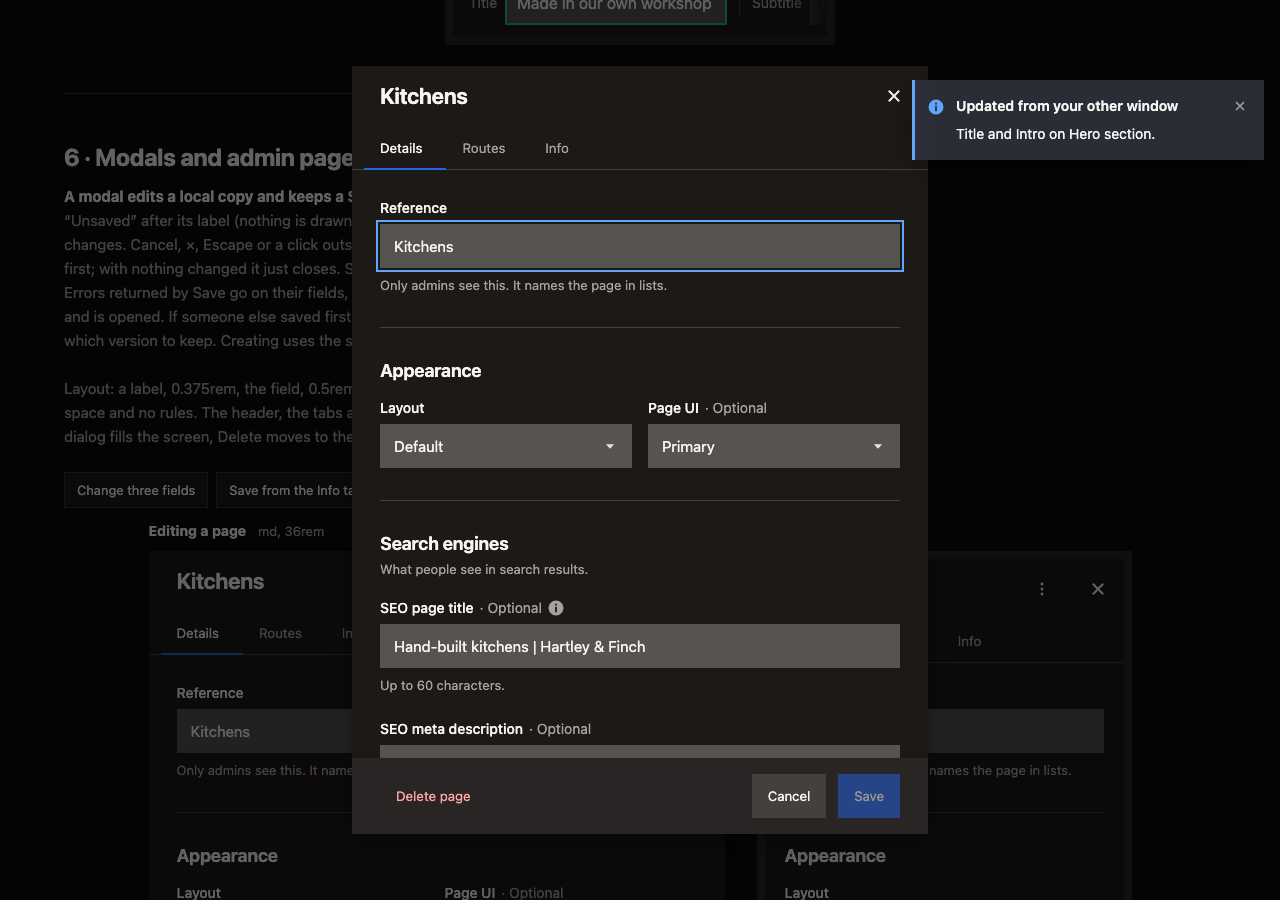 Title
Made in our own workshop
Subtitle
Kitchens
Updated from your other window
Title and Intro on Hero section.
Details
Routes
Info
6 · Modals and admin page
A modal edits a local copy and keeps a S
“Unsaved” after its label (nothing is drawn
changes. Cancel, ×, Escape or a click outs
first; with nothing changed it just closes. S
Errors returned by Save go on their fields,
and is opened. If someone else saved first
which version to keep. Creating uses the s
Layout: a label, 0.375rem, the field, 0.5rem
space and no rules. The header, the tabs a
dialog fills the screen, Delete moves to the
Change three fields
Save from the Info ta
Reference
Kitchens
Only admins see this. It names the page in lists.
Appearance
Layout
Page UI · Optional
Default
Primary
Search engines
What people see in search results.
SEO page title · Optional
Hand-built kitchens | Hartley & Finch
Up to 60 characters.
SEO meta description · Optional
Delete page
Cancel
Save
Editing a page
md, 36rem
Kitchens
Details
Routes
In
Info
Reference
Kitchens
Only admins see this. It name
names the page in lists.
Appearance
Appearance
Layout
Page UI · Optional
Layout